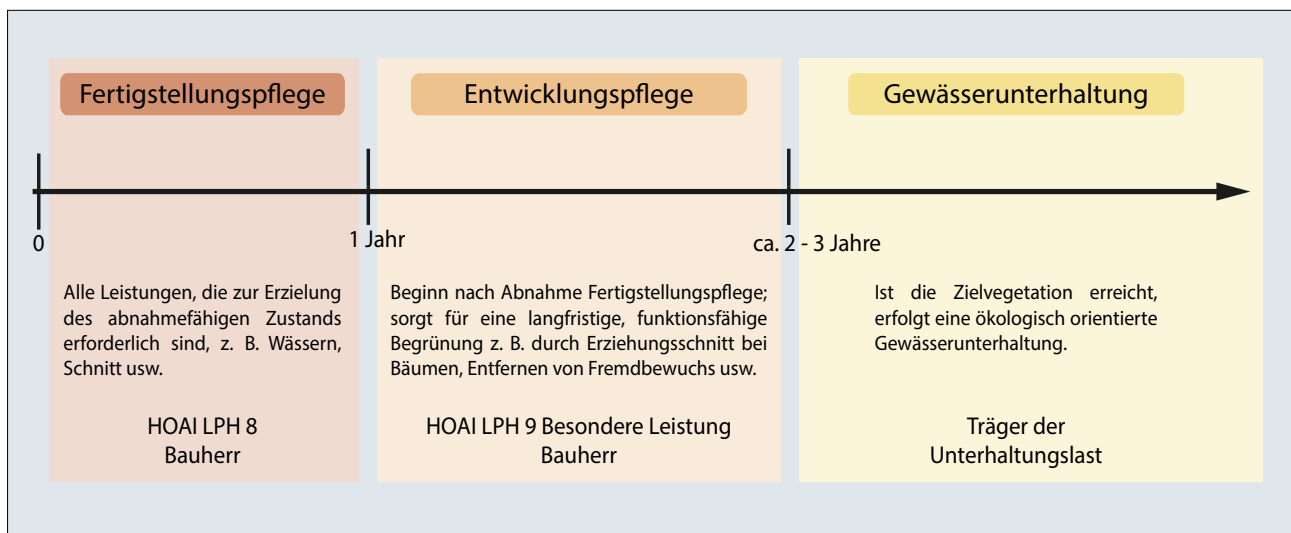 Fertigstellungspflege
Entwicklungspflege
Gewässerunterhaltung
0
1 Jahr
ca. 2 - 3 Jahre
Alle Leistungen, die zur Erzielung
des abnahmefähigen Zustands
erforderlich sind, z. B. Wässern,
Schnitt usw.
HOAI LPH 8
Bauherr
Beginn nach Abnahme Fertigstellungspflege;
sorgt für eine langfristige, funktionsfähige
Begrünung z. B. durch Erziehungsschnitt bei
Bäumen, Entfernen von Fremdbewuchs usw.
HOAI LPH 9 Besondere Leistung
Bauherr
Ist die Zielvegetation erreicht,
erfolgt eine ökologisch orientierte
Gewässerunterhaltung.
Träger der
Unterhaltungslast